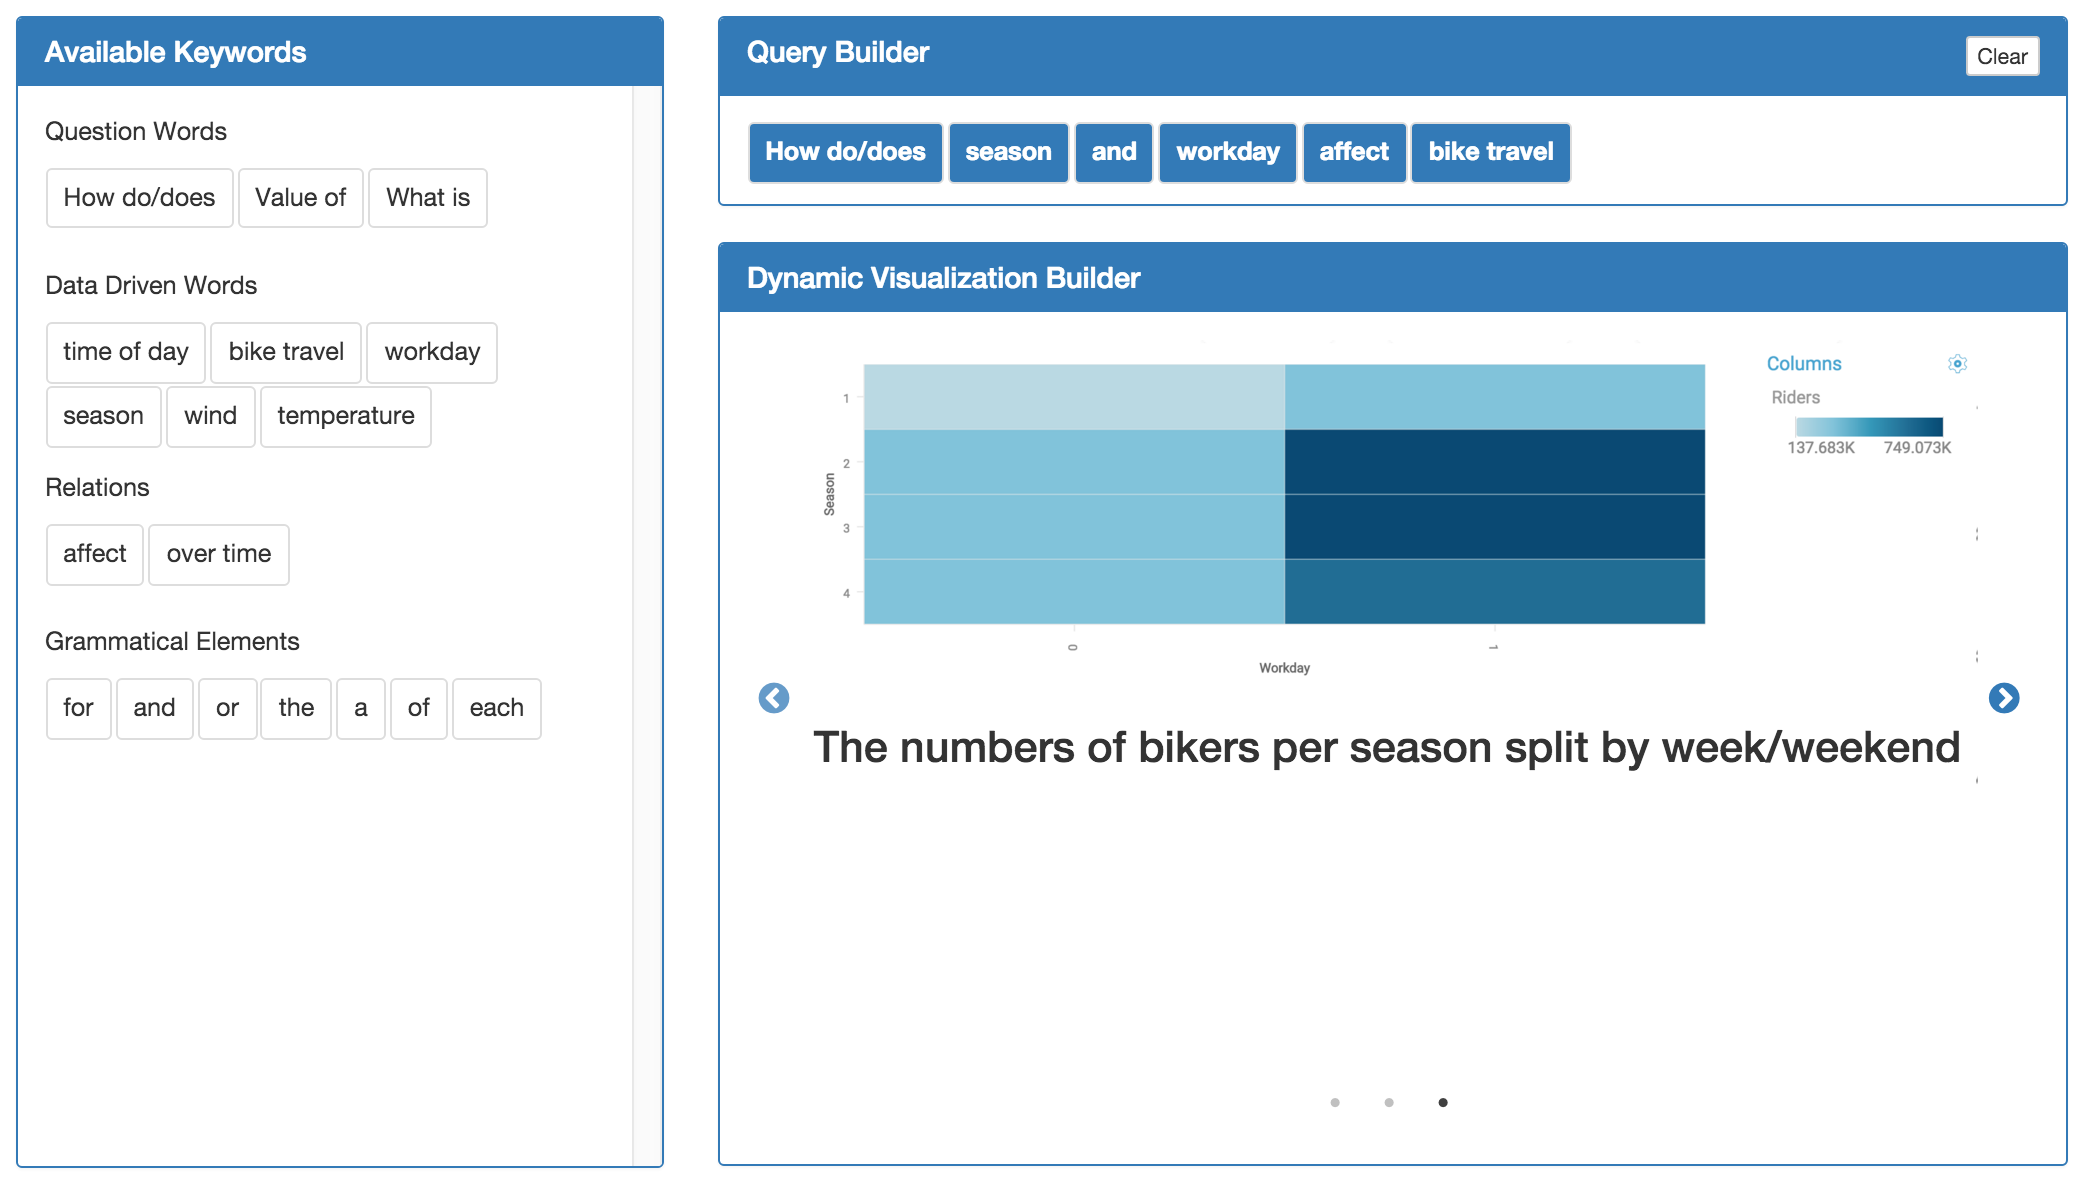 Available Keywords
Question Words
How do/does Value of What is
Data Driven Words
time of day bike travel workday
season wind temperature
Relations
affect over time
Grammatical Elements
for and or the a of each
Query Builder
Clear
How do/does season and workday affect bike travel
Dynamic Visualization Builder
Columns
Riders
137.683K 749.073K
Season
1
2
3
4
0 1
Workday
The numbers of bikers per season split by week/weekend